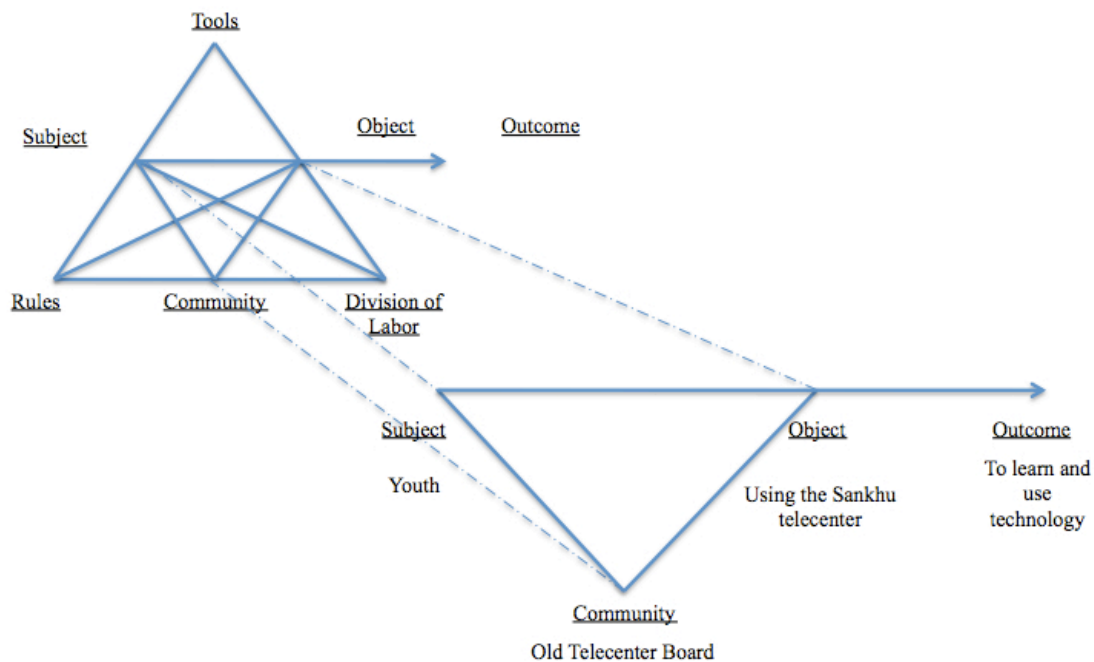 Tools
Subject
Object
Outcome
Rules
Community
Division of
Labor
Subject
Object
Outcome
Youth
Using the Sankhu
telecenter
To learn and
use
technology
Community
Old Telecenter Board